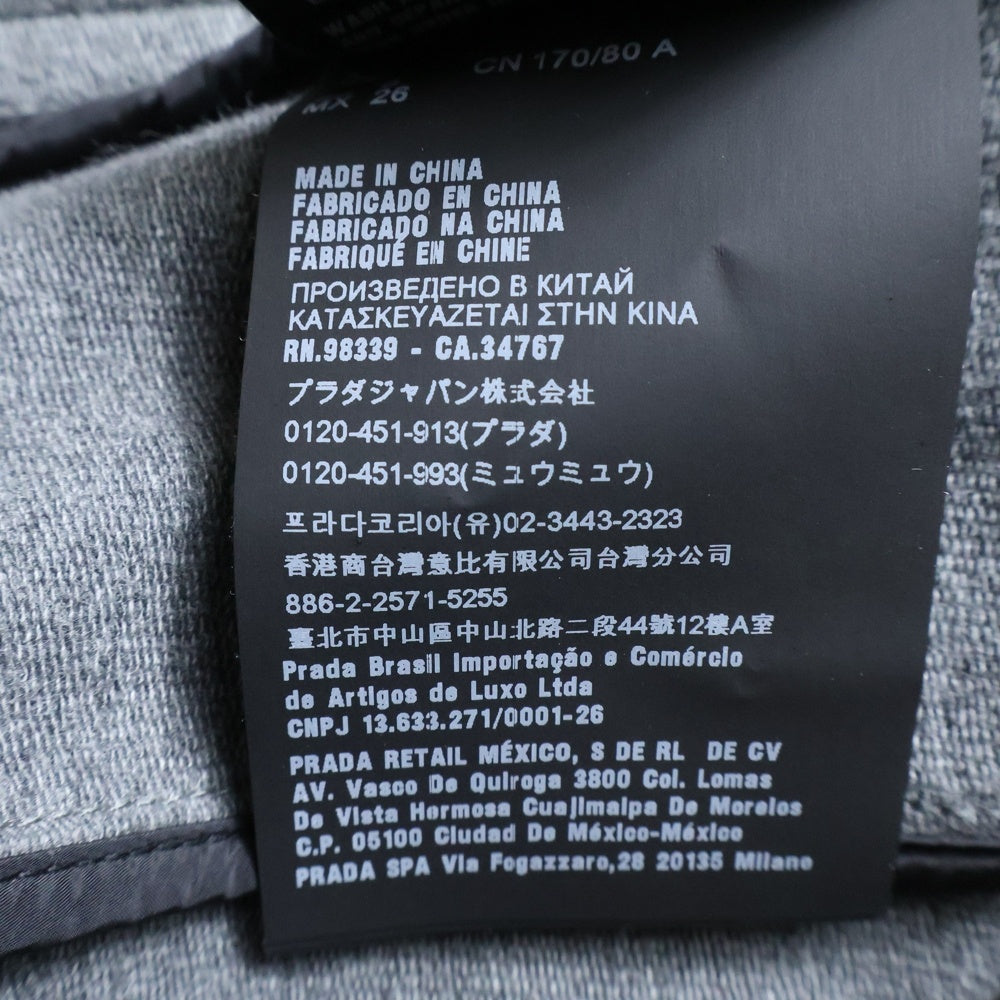 CN 170/80 A
MX 26
MADE IN CHINA
FABRICADO EN CHINA
FABRICADO NA CHINA
FABRIQUÉ EN CHINE
ПРОИЗВЕДЕНО В КИТАЙ
ΚΑΤΑΣΚΕΥΑΖΕΤΑΙ ΣΤΗΝ ΚΙΝΑ
RN.98339 - CA.34767
プラダジャパン株式会社
0120-451-913(プラダ)
0120-451-993(ミュウミュウ)
프라다코리아(유)02-3443-2323
香港商台灣意比有限公司台灣分公司
886-2-2571-5255
臺北市中山區中山北路二段44號12樓A室
Prada Brasil Importação e Comércio
de Artigos de Luxo Ltda
CNPJ 13.633.271/0001-26
PRADA RETAIL MÉXICO, S DE RL DE CV
AV. Vasco De Quiroga 3800 Col. Lomas
De Vista Hermosa Cuajimalpa De Morelos
C.P. 05100 Ciudad De México-México
PRADA SPA Via Fogazzaro,28 20135 Milano